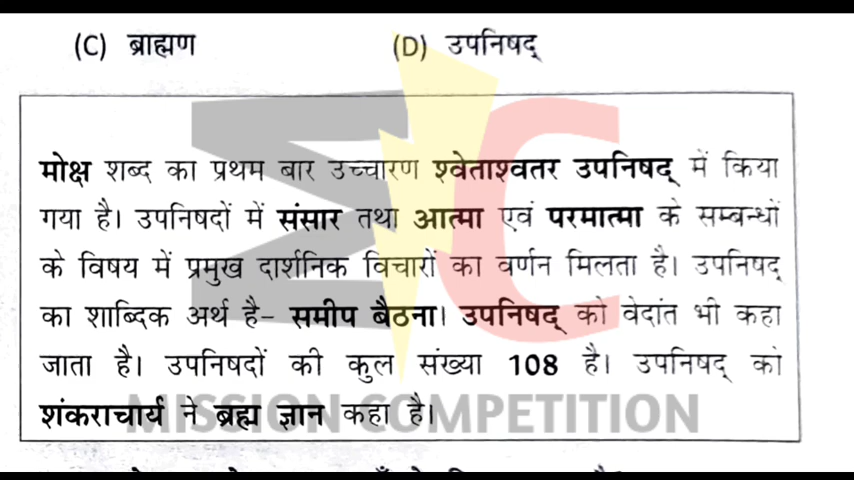 (C) ब्राह्मण (D) उपनिषद्
मोक्ष शब्द का प्रथम बार उच्चारण श्वेताश्वतर उपनिषद् में किया
गया है। उपनिषदों में संसार तथा आत्मा एवं परमात्मा के सम्बन्धों
के विषय में प्रमुख दार्शनिक विचारों का वर्णन मिलता है। उपनिषद्
का शाब्दिक अर्थ है- समीप बैठना। उपनिषद् को वेदांत भी कहा
जाता है। उपनिषदों की कुल संख्या 108 है। उपनिषद् को
शंकराचार्य ने ब्रह्म ज्ञान कहा है।
MISSION COMPETITION